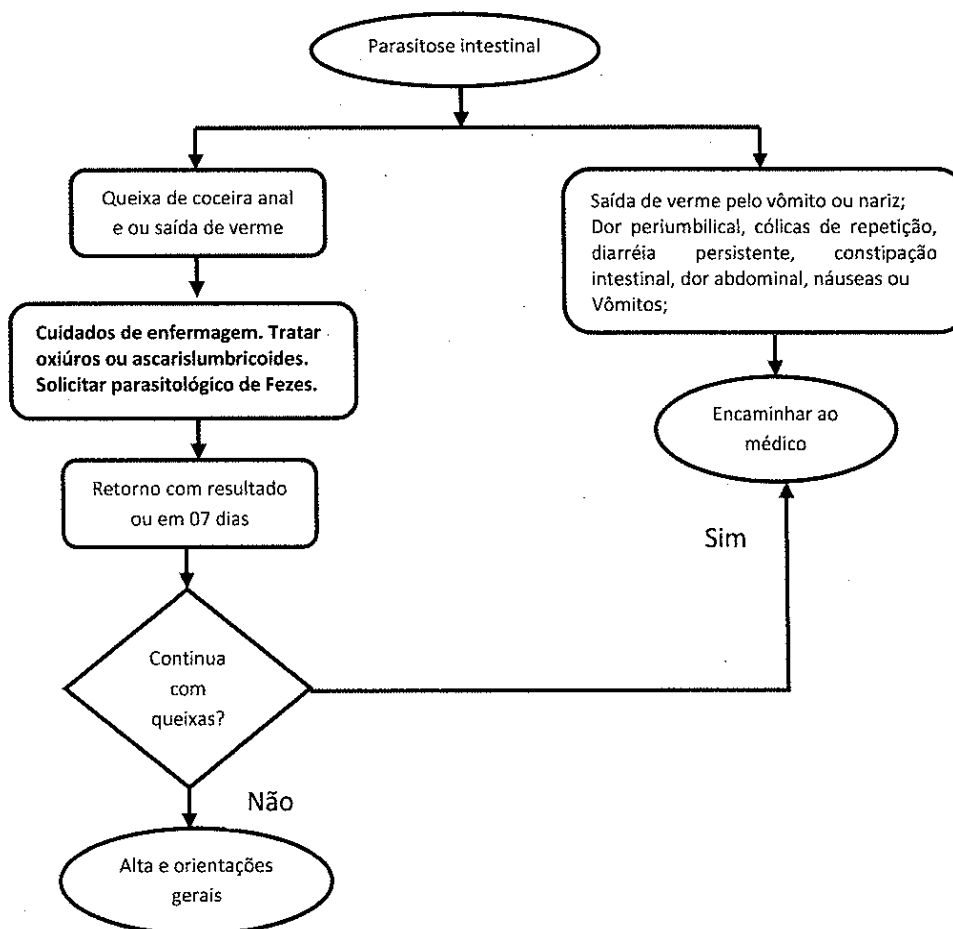 Parasitose intestinal
Queixa de coceira anal
e ou saída de verme
Saída de verme pelo vômito ou nariz;
Dor periumbilical, cólicas de repetição,
diarréia persistente, constipação
intestinal, dor abdominal, náuseas ou
Vômitos;
Cuidados de enfermagem. Tratar
oxiúros ou ascarislumbricoides.
Solicitar parasitológico de Fezes.
Encaminhar ao
médico
Retorno com resultado
ou em 07 dias
Sim
Continua
com
queixas?
Não
Alta e orientações
gerais